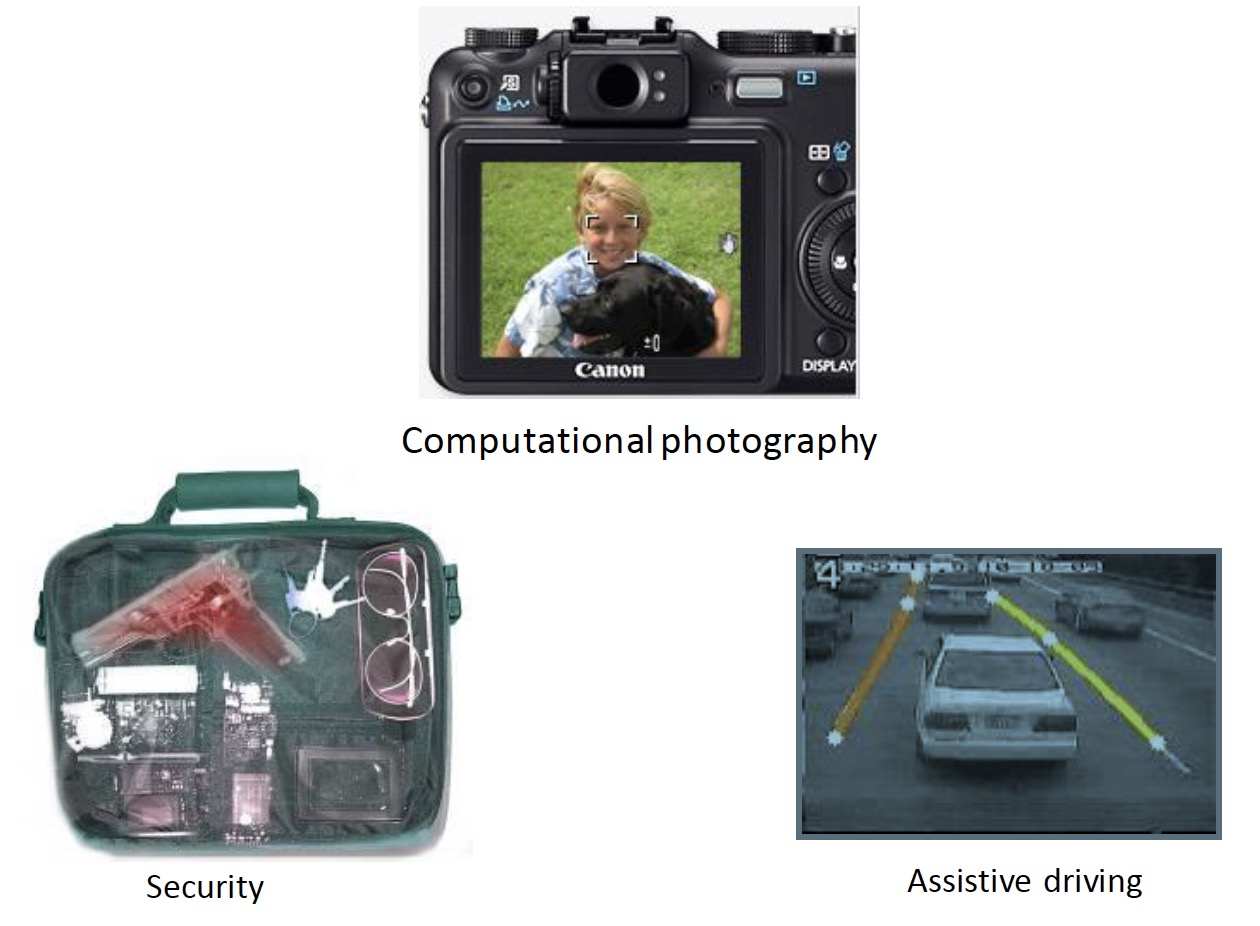 Canon
DISPLAY
Computational photography
Security
Assistive driving